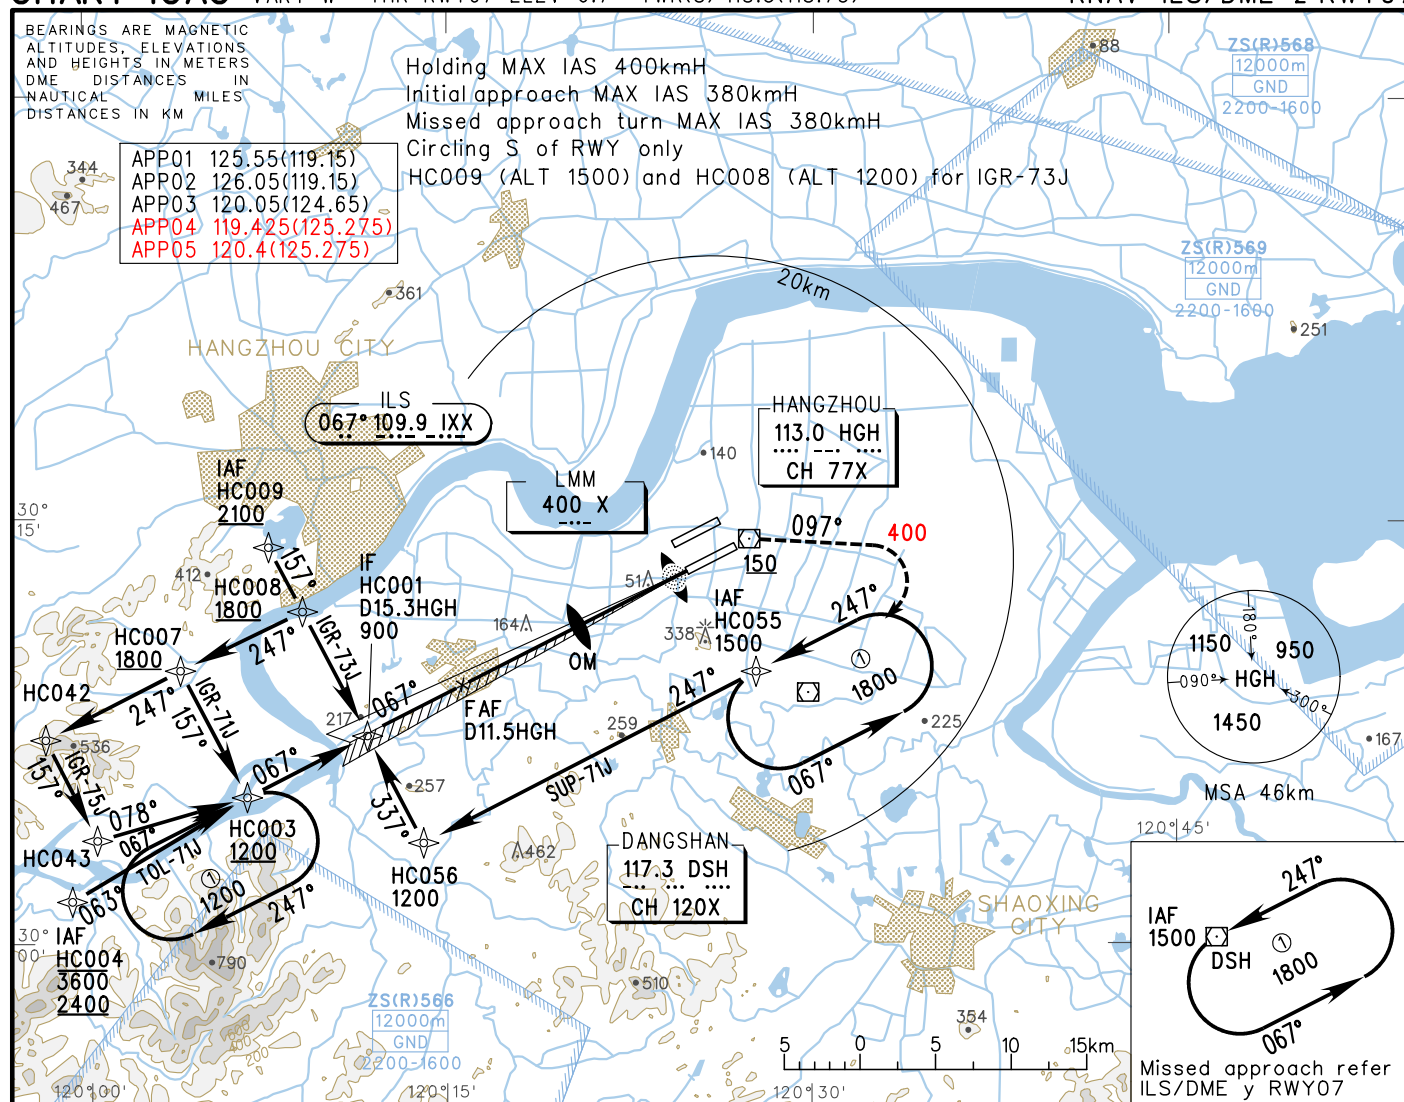 BEARINGS ARE MAGNETIC
ALTITUDES, ELEVATIONS
AND HEIGHTS IN METERS
DME DISTANCES IN
NAUTICAL MILES
DISTANCES IN KM
Holding MAX IAS 400kmH
Initial approach MAX IAS 380kmH
Missed approach turn MAX IAS 380kmH
Circling S of RWY only
HC009 (ALT 1500) and HC008 (ALT 1200) for IGR-73J
APP01 125.55(119.15)
APP02 126.05(119.15)
APP03 120.05(124.65)
APP04 119.425(125.275)
APP05 120.4(125.275)
88
ZS(R)568
12000m
GND
2200-1600
344
467
ZS(R)569
12000m
GND
2200-1600
361
20km
251
HANGZHOU CITY
ILS
067° 109.9 IXX
HANGZHOU
113.0 HGH
CH 77X
140
LMM
400 X
IAF
HC009
2100
30°
15'
097°
400
150
157°
412
HC008
1800
IF
HC001
D15.3HGH
900
51
IAF
HC055
1500
247°
164
338
HC007
1800
247°
IGR-73J
OM
1
1800
180°
1150
950
090°
HGH
300°
1450
MSA 46km
HC042
247°
157°
IGR-71J
067°
217
FAF
D11.5HGH
247°
259
225
167
536
157°
IGR-75J
067°
257
SUP-71J
067°
078°
067°
337°
HC043
TOL-71J
HC003
1200
462
HC056
1200
DANGSHAN
117.3 DSH
CH 120X
120°45'
063°
1
1200
247°
IAF
HC004
3600
2400
30°
00'
790
510
SHAOXING
CITY
354
247°
IAF
1500
DSH
1
1800
067°
ZS(R)566
12000m
GND
2200-1600
600
400
200
5 0 5 10 15km
Missed approach refer
ILS/DME y RWY07
120°00'
120°15'
120°30'